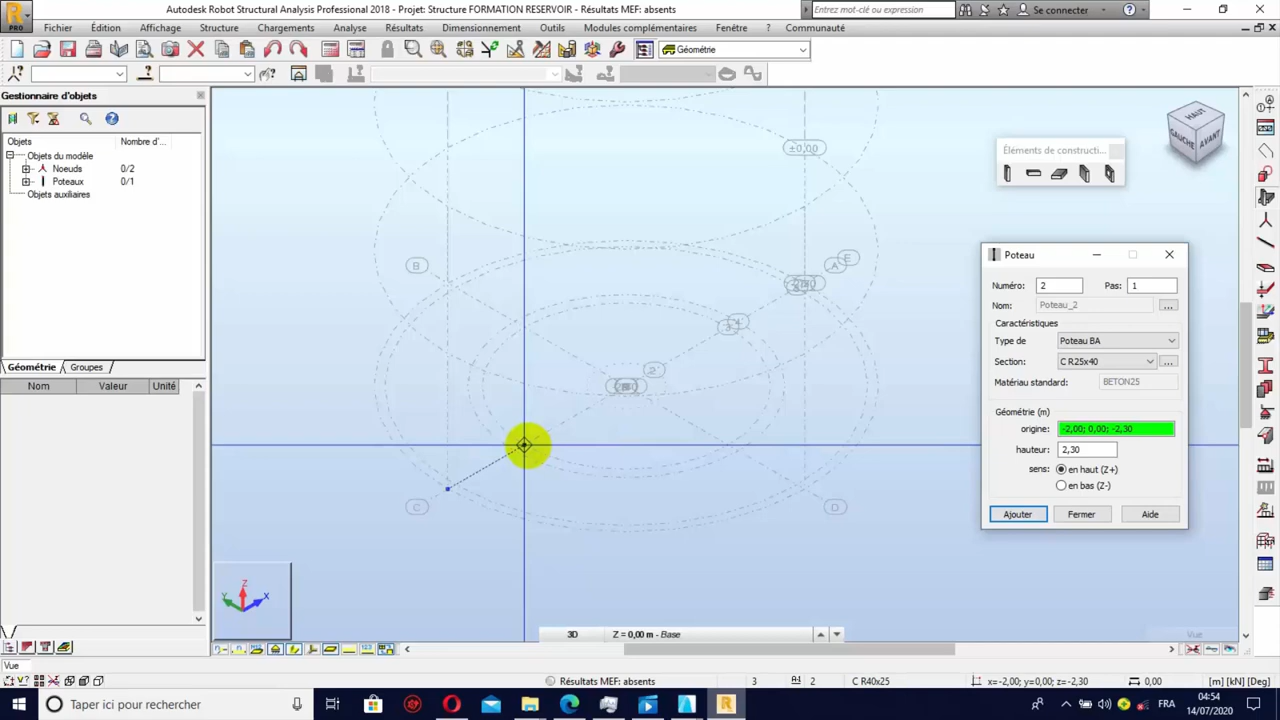 Autodesk Robot Structural Analysis Professional 2018 - Projet: Structure FORMATION RESERVOIR - Résultats MEF: absents
Entrez mot-clé ou expression
Se connecter
PRO
Fichier Écran Affichage Structure Chargements Analyse Résultats Dimensionnement Outils Modules complémentaires Fenêtre Communauté
Géométrie
Gestionnaire d'objets
Objets Nombre d'...
Objets du modèle
Noeuds 0/2
Poteaux 0/1
Objets auxiliaires
Géométrie Groupes
Nom Valeur Unité
±0,00
HAUT
GAUCHE AVANT
Éléments de constructi...
B
A
E
C
D
Poteau
Numéro: 2 Pas: 1
Nom: Poteau_2 ...
Caractéristiques
Type de Poteau BA
Section: C R25x40 ...
Matériau standard: BETON25
Géométrie (m)
origine: -2,00; 0,00; -2,30
hauteur: 2,30
sens: en haut (Z+)
en bas (Z-)
Ajouter Fermer Aide
Z
Y
X
3D Z = 0,00 m - Base
Vue
Vue
Résultats MEF: absents 3 2 C R40x25 x=-2,00; y=0,00; z=-2,30 0,00 [m] [kN] [Deg]
Taper ici pour rechercher
FRA
04:54
14/07/2020